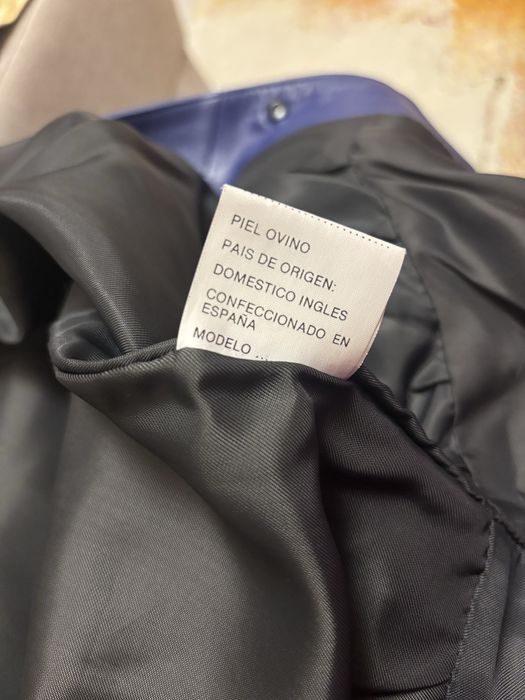 PIEL OVINO
PAIS DE ORIGEN:
DOMESTICO INGLES
CONFECCIONADO EN
ESPAÑA
MODELO ...